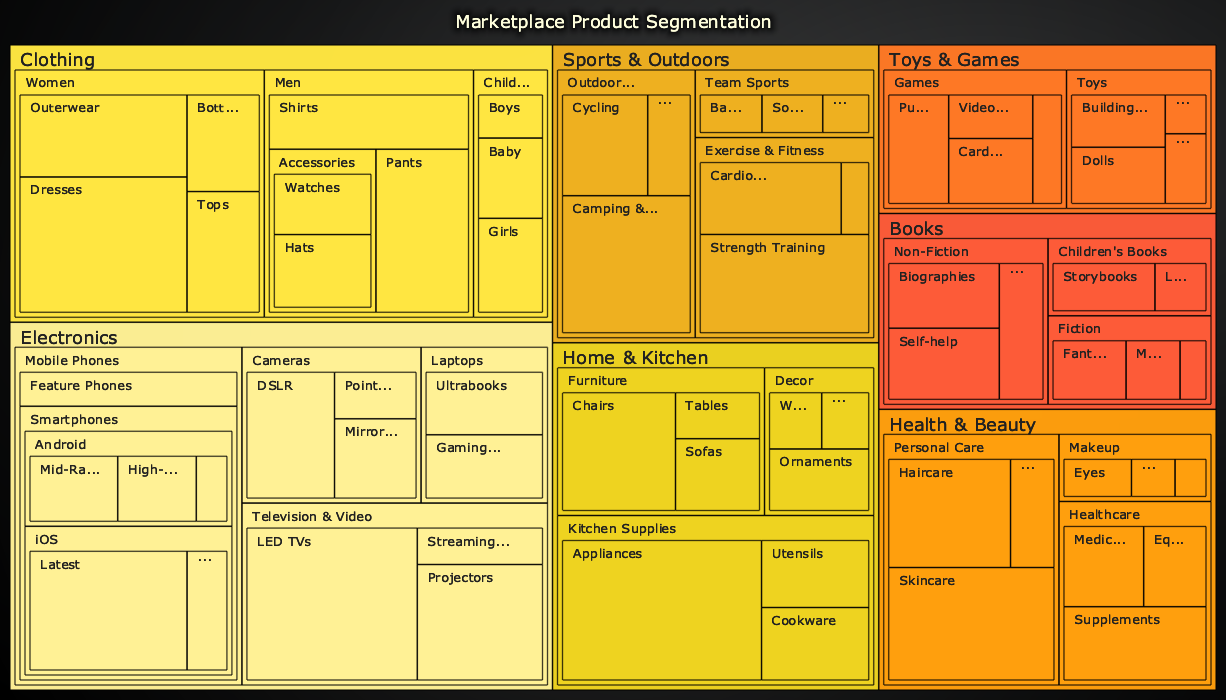 Marketplace Product Segmentation
Clothing
Women
Outerwear
Bott...
Dresses
Tops
Men
Shirts
Accessories
Watches
Hats
Pants
Child...
Boys
Baby
Girls
Electronics
Mobile Phones
Feature Phones
Smartphones
Android
Mid-Ra...
High-...
iOS
Latest
...
Cameras
DSLR
Point...
Mirror...
Laptops
Ultrabooks
Gaming...
Television & Video
LED TVs
Streaming...
Projectors
Sports & Outdoors
Outdoor...
Cycling
...
Camping &...
Team Sports
Ba...
So...
...
Exercise & Fitness
Cardio...
Strength Training
Home & Kitchen
Furniture
Chairs
Tables
Sofas
Decor
W...
...
Ornaments
Kitchen Supplies
Appliances
Utensils
Cookware
Toys & Games
Games
Pu...
Video...
Card...
Toys
Building...
...
Dolls
...
Books
Non-Fiction
Biographies
...
Self-help
Children's Books
Storybooks
L...
Fiction
Fant...
M...
Health & Beauty
Personal Care
Haircare
...
Skincare
Makeup
Eyes
...
Healthcare
Medic...
Eq...
Supplements